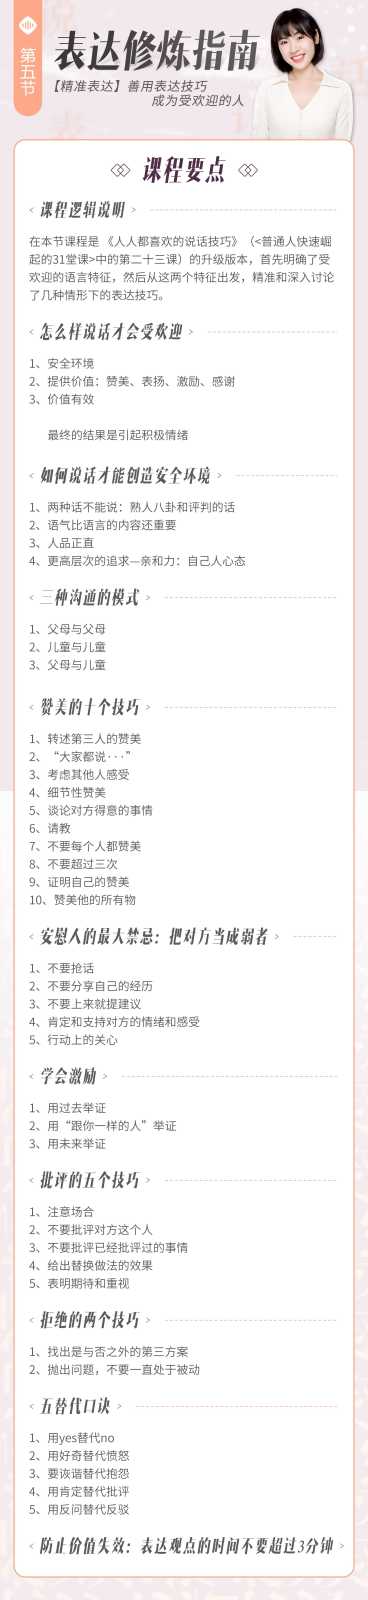 第五节
表达修炼指南
【精准表达】善用表达技巧
成为受欢迎的人
课程要点
课程逻辑说明
在本节课程是 《人人都喜欢的说话技巧》（<普通人快速崛
起的31堂课>中的第二十三课）的升级版本，首先明确了受
欢迎的语言特征，然后从这两个特征出发，精准和深入讨论
了几种情形下的表达技巧。
怎么样说话才会受欢迎
1、安全环境
2、提供价值：赞美、表扬、激励、感谢
3、价值有效
最终的结果是引起积极情绪
如何说话才能创造安全环境
1、两种话不能说：熟人八卦和评判的话
2、语气比语言的内容还重要
3、人品正直
4、更高层次的追求—亲和力：自己人心态
三种沟通的模式
1、父母与父母
2、儿童与儿童
3、父母与儿童
赞美的十个技巧
1、转述第三人的赞美
2、“大家都说···”
3、考虑其他人感受
4、细节性赞美
5、谈论对方得意的事情
6、请教
7、不要每个人都赞美
8、不要超过三次
9、证明自己的赞美
10、赞美他的所有物
安慰人的最大禁忌：把对方当成弱者
1、不要抢话
2、不要分享自己的经历
3、不要上来就提建议
4、肯定和支持对方的情绪和感受
5、行动上的关心
学会激励
1、用过去举证
2、用“跟你一样的人”举证
3、用未来举证
批评的五个技巧
1、注意场合
2、不要批评对方这个人
3、不要批评已经批评过的事情
4、给出替换做法的效果
5、表明期待和重视
拒绝的两个技巧
1、找出是与否之外的第三方案
2、抛出问题，不要一直处于被动
五替代口诀
1、用yes替代no
2、用好奇替代愤怒
3、要诙谐替代抱怨
4、用肯定替代批评
5、用反问替代反驳
防止价值失效：表达观点的时间不要超过3分钟